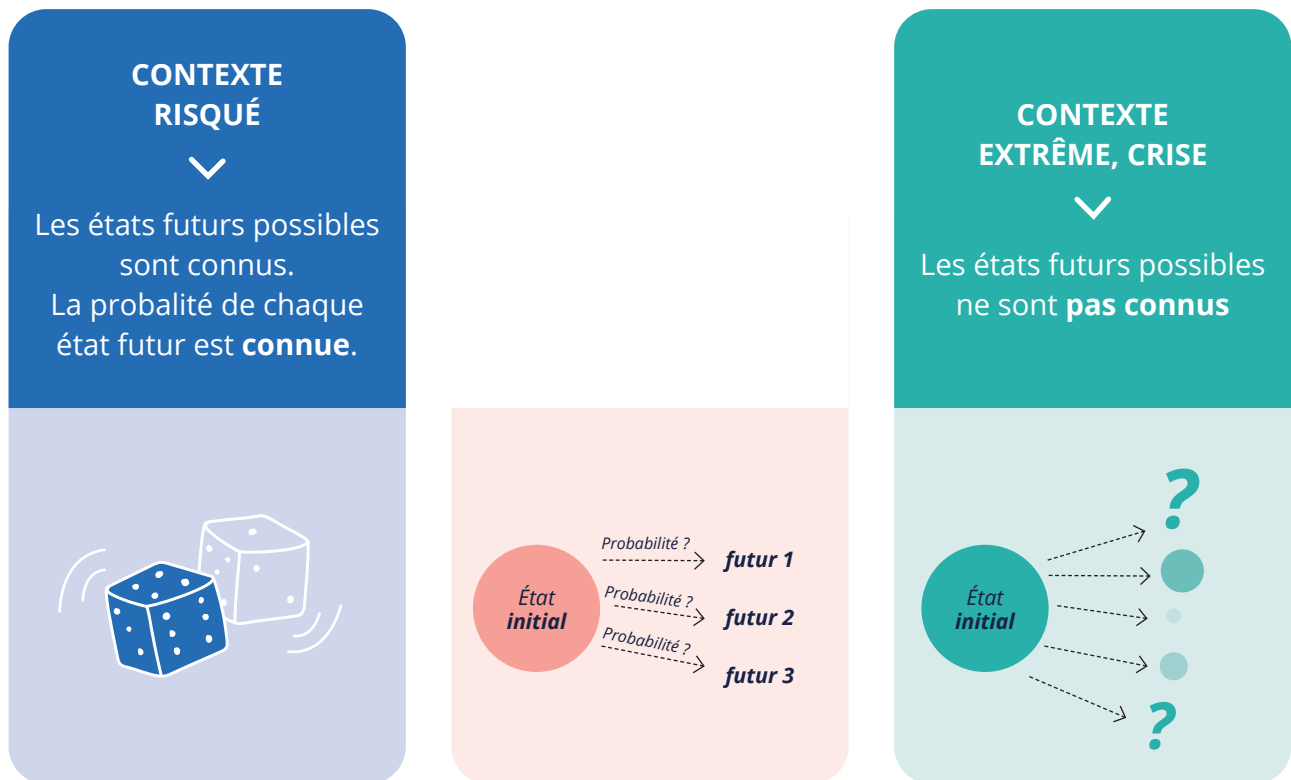 CONTEXTE
RISQUÉ
Les états futurs possibles
sont connus.
La probalité de chaque
état futur est connue.
Probabilité ?
futur 1
État
initial
Probabilité ?
futur 2
Probabilité ?
futur 3
CONTEXTE
EXTRÊME, CRISE
Les états futurs possibles
ne sont pas connus
?
État
initial
?